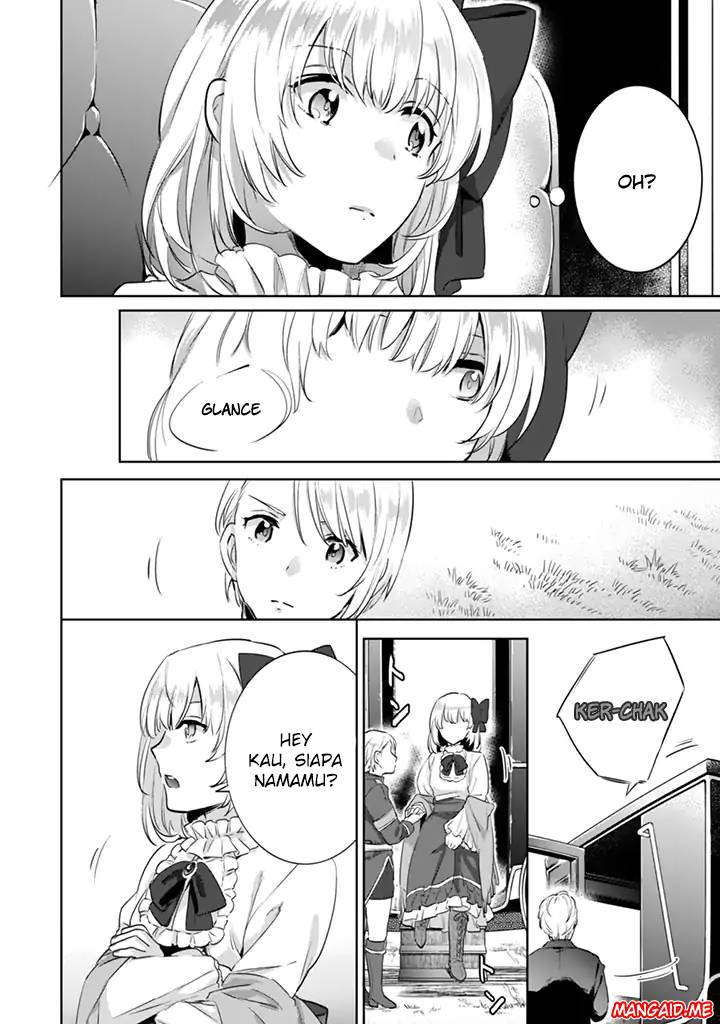 OH?
GLANCE
KER-CHAK
HEY
KAU, SIAPA
NAMAMU?
MANGAID.ME